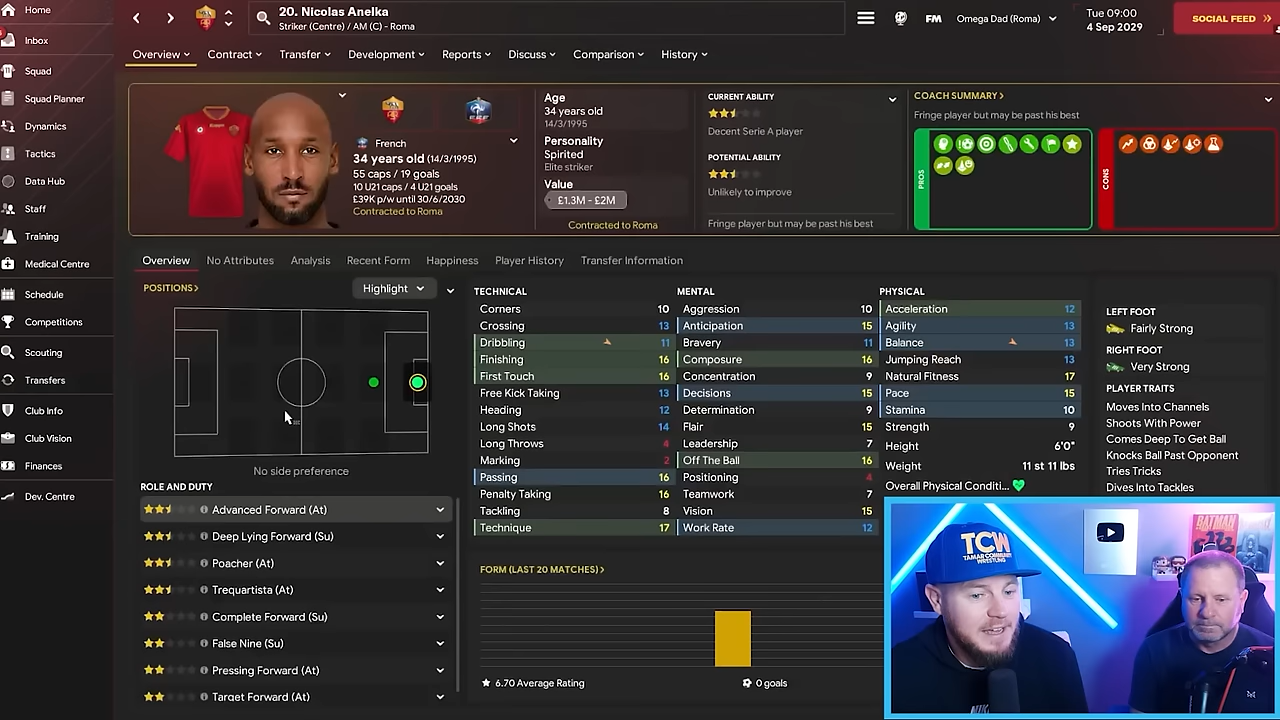 Home
20. Nicolas Anelka
Striker (Centre) / AM (C) - Roma
FM
Omega Dad (Roma)
Tue 09:00
4 Sep 2029
SOCIAL FEED
Inbox
Squad
Squad Planner
Dynamics
Tactics
Data Hub
Staff
Training
Medical Centre
Schedule
Competitions
Scouting
Transfers
Club Info
Club Vision
Finances
Dev. Centre
Overview
Contract
Transfer
Development
Reports
Discuss
Comparison
History
French
34 years old (14/3/1995)
55 caps / 19 goals
10 U21 caps / 4 U21 goals
£39K p/w until 30/6/2030
Contracted to Roma
Age
34 years old
14/3/1995
Personality
Spirited
Elite striker
Value
£1.3M - £2M
Contracted to Roma
CURRENT ABILITY
Decent Serie A player
POTENTIAL ABILITY
Unlikely to improve
Fringe player but may be past his best
COACH SUMMARY >
Fringe player but may be past his best
PROS
CONS
Overview
No Attributes
Analysis
Recent Form
Happiness
Player History
Transfer Information
POSITIONS >
Highlight
No side preference
ROLE AND DUTY
Advanced Forward (At)
Deep Lying Forward (Su)
Poacher (At)
Trequartista (At)
Complete Forward (Su)
False Nine (Su)
Pressing Forward (At)
Target Forward (At)
TECHNICAL
Corners 10
Crossing 13
Dribbling 11
Finishing 16
First Touch 16
Free Kick Taking 13
Heading 12
Long Shots 14
Long Throws 4
Marking 2
Passing 16
Penalty Taking 16
Tackling 8
Technique 17
MENTAL
Aggression 10
Anticipation 15
Bravery 11
Composure 16
Concentration 9
Decisions 15
Determination 9
Flair 15
Leadership 7
Off The Ball 16
Positioning 4
Teamwork 7
Vision 15
Work Rate 12
PHYSICAL
Acceleration 12
Agility 13
Balance 13
Jumping Reach 13
Natural Fitness 17
Pace 15
Stamina 10
Strength 9
Height 6'0"
Weight 11 st 11 lbs
Overall Physical Conditi...
LEFT FOOT
Fairly Strong
RIGHT FOOT
Very Strong
PLAYER TRAITS
Moves Into Channels
Shoots With Power
Comes Deep To Get Ball
Knocks Ball Past Opponent
Tries Tricks
Dives Into Tackles
FORM (LAST 20 MATCHES) >
6.70 Average Rating
0 goals
TCW
TAMAR COMMUNITY
WRESTLING
BATMAN